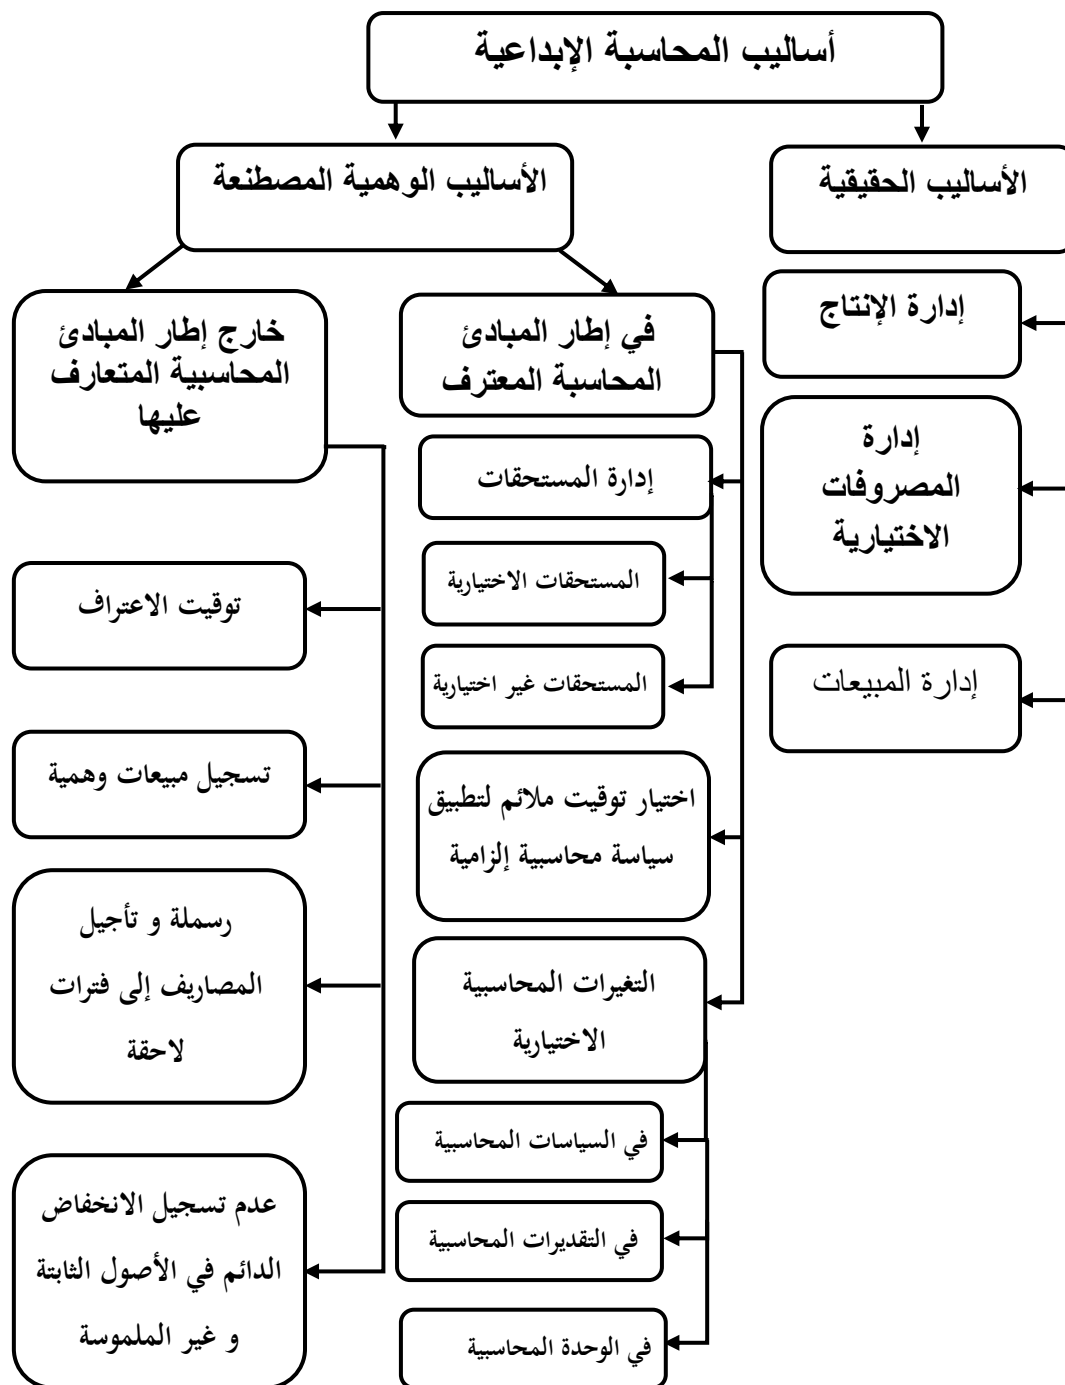 أساليب المحاسبة الإبداعية
الأساليب الحقيقية
الأساليب الوهمية المصطنعة
إدارة الإنتاج
إدارة
المصروفات
الاختيارية
إدارة المبيعات
في إطار المبادئ
المحاسبة المعترف
إدارة المستحقات
المستحقات الاختيارية
المستحقات غير اختيارية
اختيار توقيت ملائم لتطبيق
سياسة محاسبية إلزامية
التغيرات المحاسبية
الاختيارية
في السياسات المحاسبية
في التقديرات المحاسبية
في الوحدة المحاسبية
خارج إطار المبادئ
المحاسبية المتعارف
عليها
توقيت الاعتراف
تسجيل مبيعات وهمية
رسملة و تأجيل
المصاريف إلى فترات
لاحقة
عدم تسجيل الانخفاض
الدائم في الأصول الثابتة
و غير الملموسة